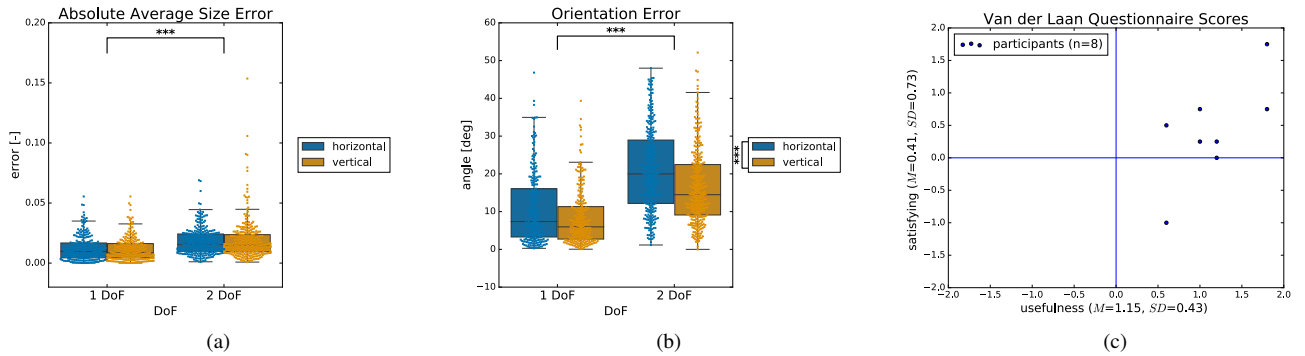 Absolute Average Size Error
***
0.20
0.15
0.10
0.05
0.00
error [-]
1 DoF
2 DoF
DoF
horizontal
vertical
(a)
Orientation Error
***
60
50
40
30
20
10
0
−10
angle [deg]
1 DoF
2 DoF
DoF
***
horizontal
vertical
(b)
Van der Laan Questionnaire Scores
participants (n=8)
2.0
1.5
1.0
0.5
0.0
−0.5
−1.0
−1.5
−2.0
satisfying (M=0.41, SD=0.73)
−2.0 −1.5 −1.0 −0.5 0.0 0.5 1.0 1.5 2.0
usefulness (M=1.15, SD=0.43)
(c)